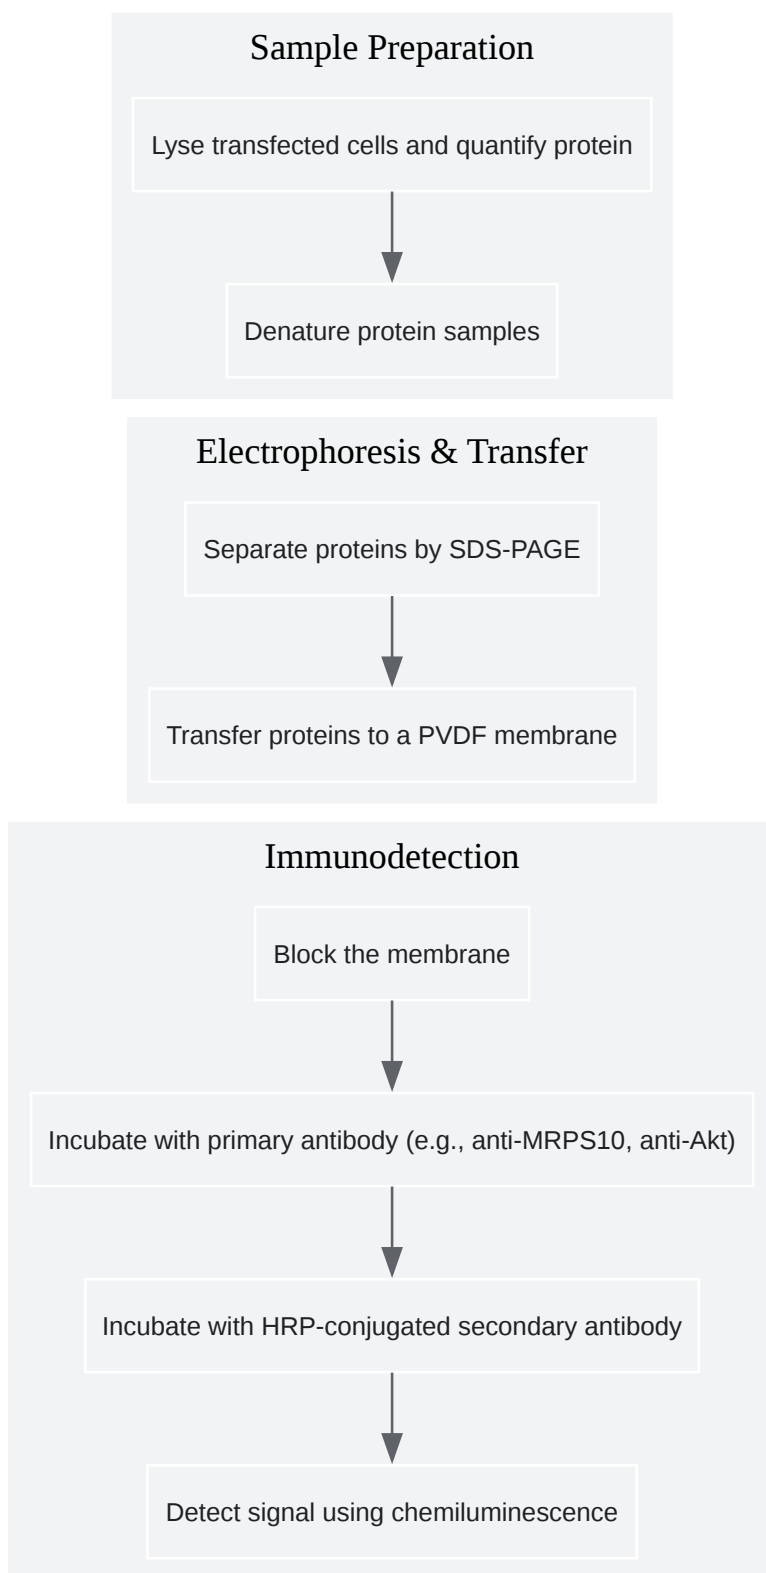 Sample Preparation
Lyse transfected cells and quantify protein
Denature protein samples
Electrophoresis & Transfer
Separate proteins by SDS-PAGE
Transfer proteins to a PVDF membrane
Immunodetection
Block the membrane
Incubate with primary antibody (e.g., anti-MRPS10, anti-Akt)
Incubate with HRP-conjugated secondary antibody
Detect signal using chemiluminescence